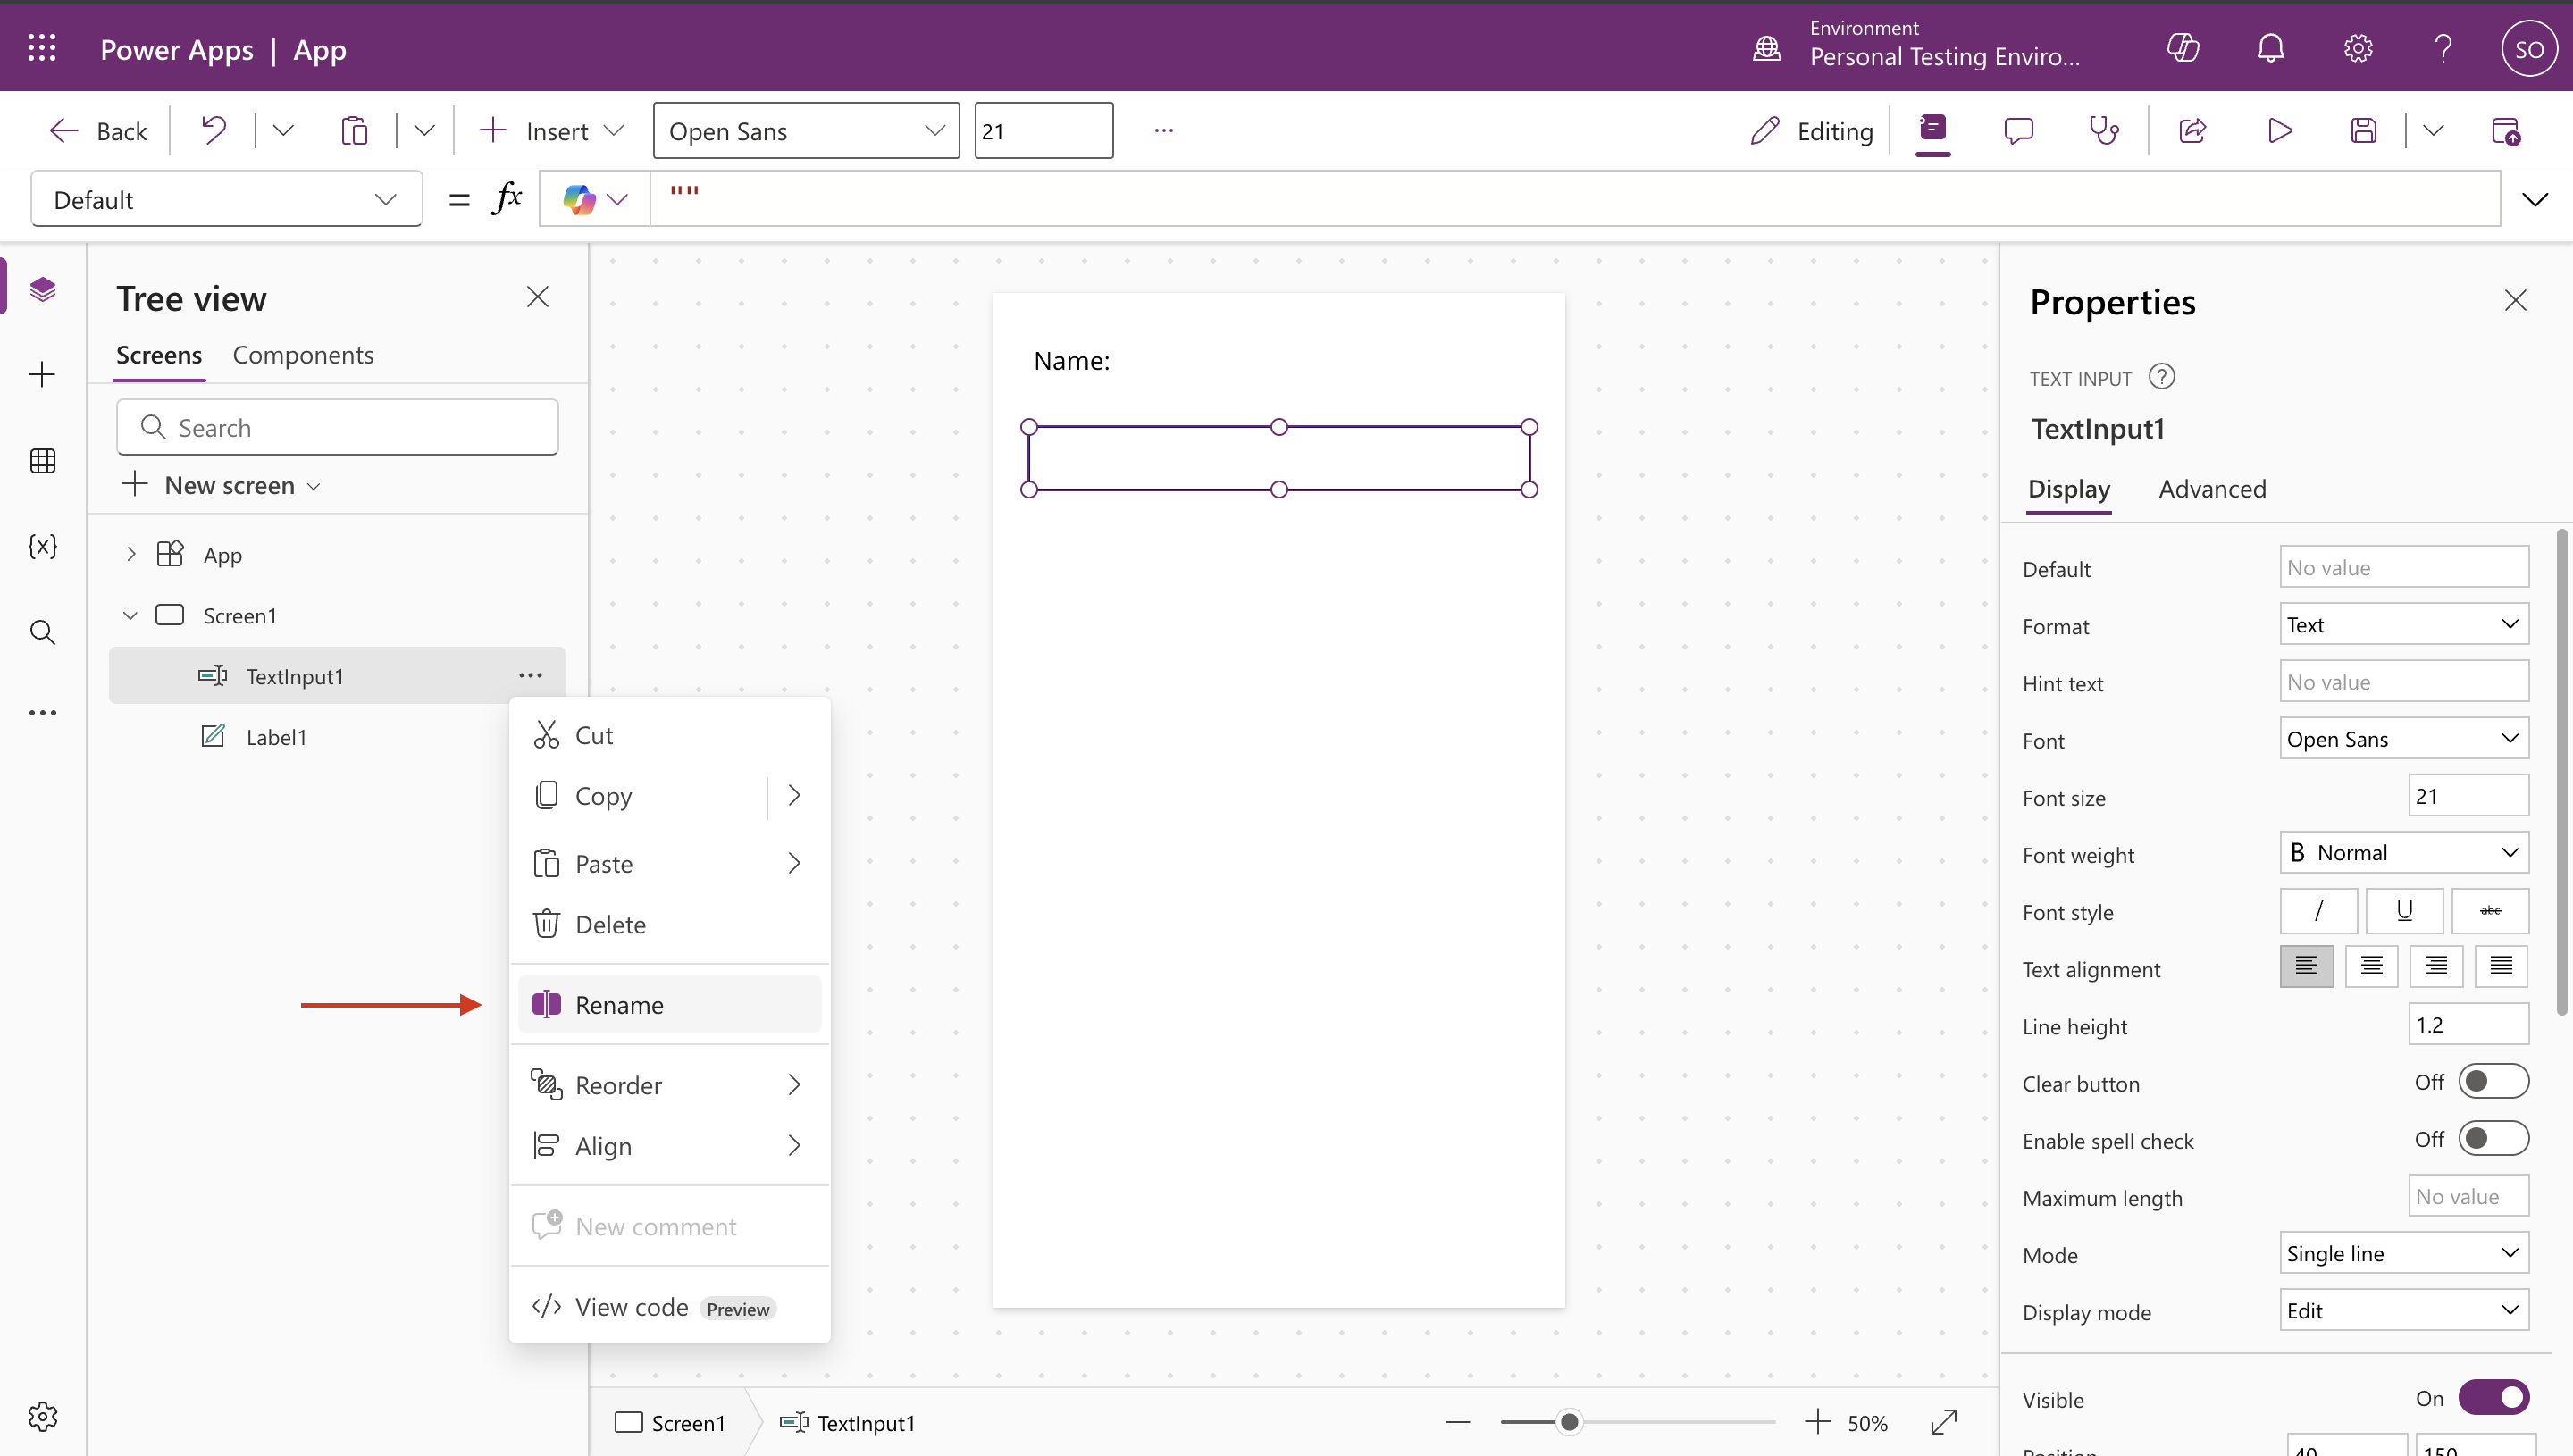 Power Apps | App
Environment
Personal Testing Enviro...
SO
Back
Insert
Open Sans
21
Editing
Default
= fx
""
Tree view
Screens
Components
Search
New screen
App
Screen1
TextInput1
Label1
Cut
Copy
Paste
Delete
Rename
Reorder
Align
New comment
View code Preview
Name:
Screen1
TextInput1
50%
Properties
TEXT INPUT
TextInput1
Display
Advanced
Default No value
Format Text
Hint text No value
Font Open Sans
Font size 21
Font weight B Normal
Font style / U abc
Text alignment
Line height 1.2
Clear button Off
Enable spell check Off
Maximum length No value
Mode Single line
Display mode Edit
Visible On
Position 40 150